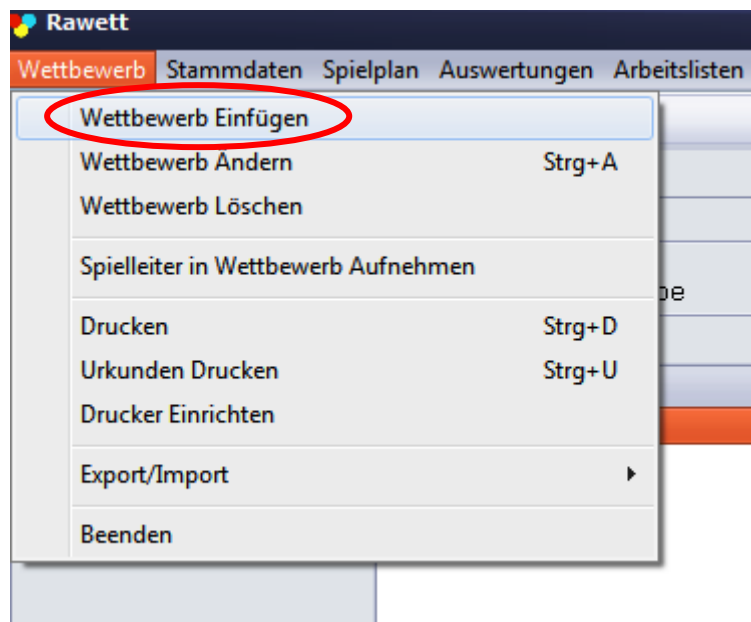 Rawett
Wettbewerb Stammdaten Spielplan Auswertungen Arbeitslisten
Wettbewerb Einfügen
Wettbewerb Ändern Strg+A
Wettbewerb Löschen
Spielleiter in Wettbewerb Aufnehmen
Drucken Strg+D
Urkunden Drucken Strg+U
Drucker Einrichten
Export/Import
Beenden